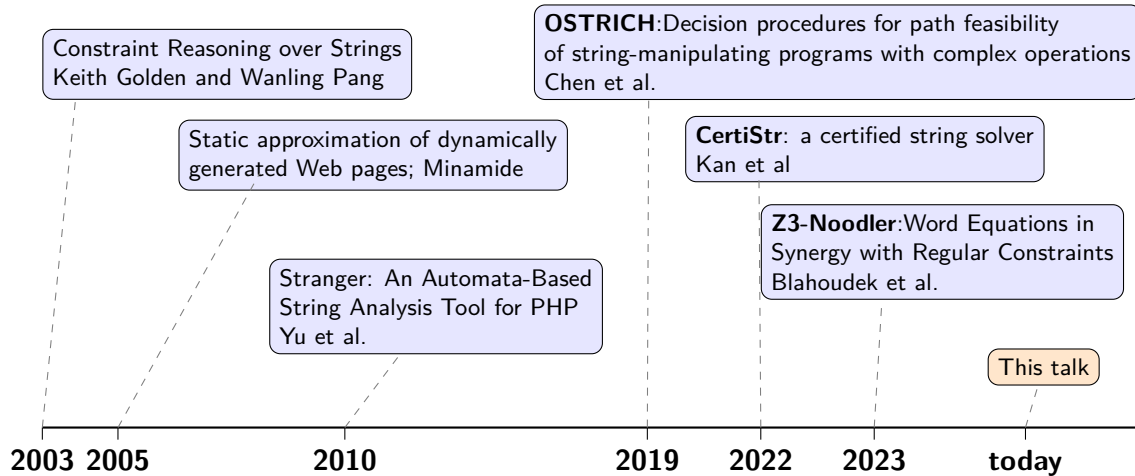 Constraint Reasoning over Strings
Keith Golden and Wanling Pang
OSTRICH:Decision procedures for path feasibility
of string-manipulating programs with complex operations
Chen et al.
Static approximation of dynamically
generated Web pages; Minamide
CertiStr: a certified string solver
Kan et al
Z3-Noodler:Word Equations in
Synergy with Regular Constraints
Blahoudek et al.
Stranger: An Automata-Based
String Analysis Tool for PHP
Yu et al.
This talk
2003 2005 2010 2019 2022 2023 today